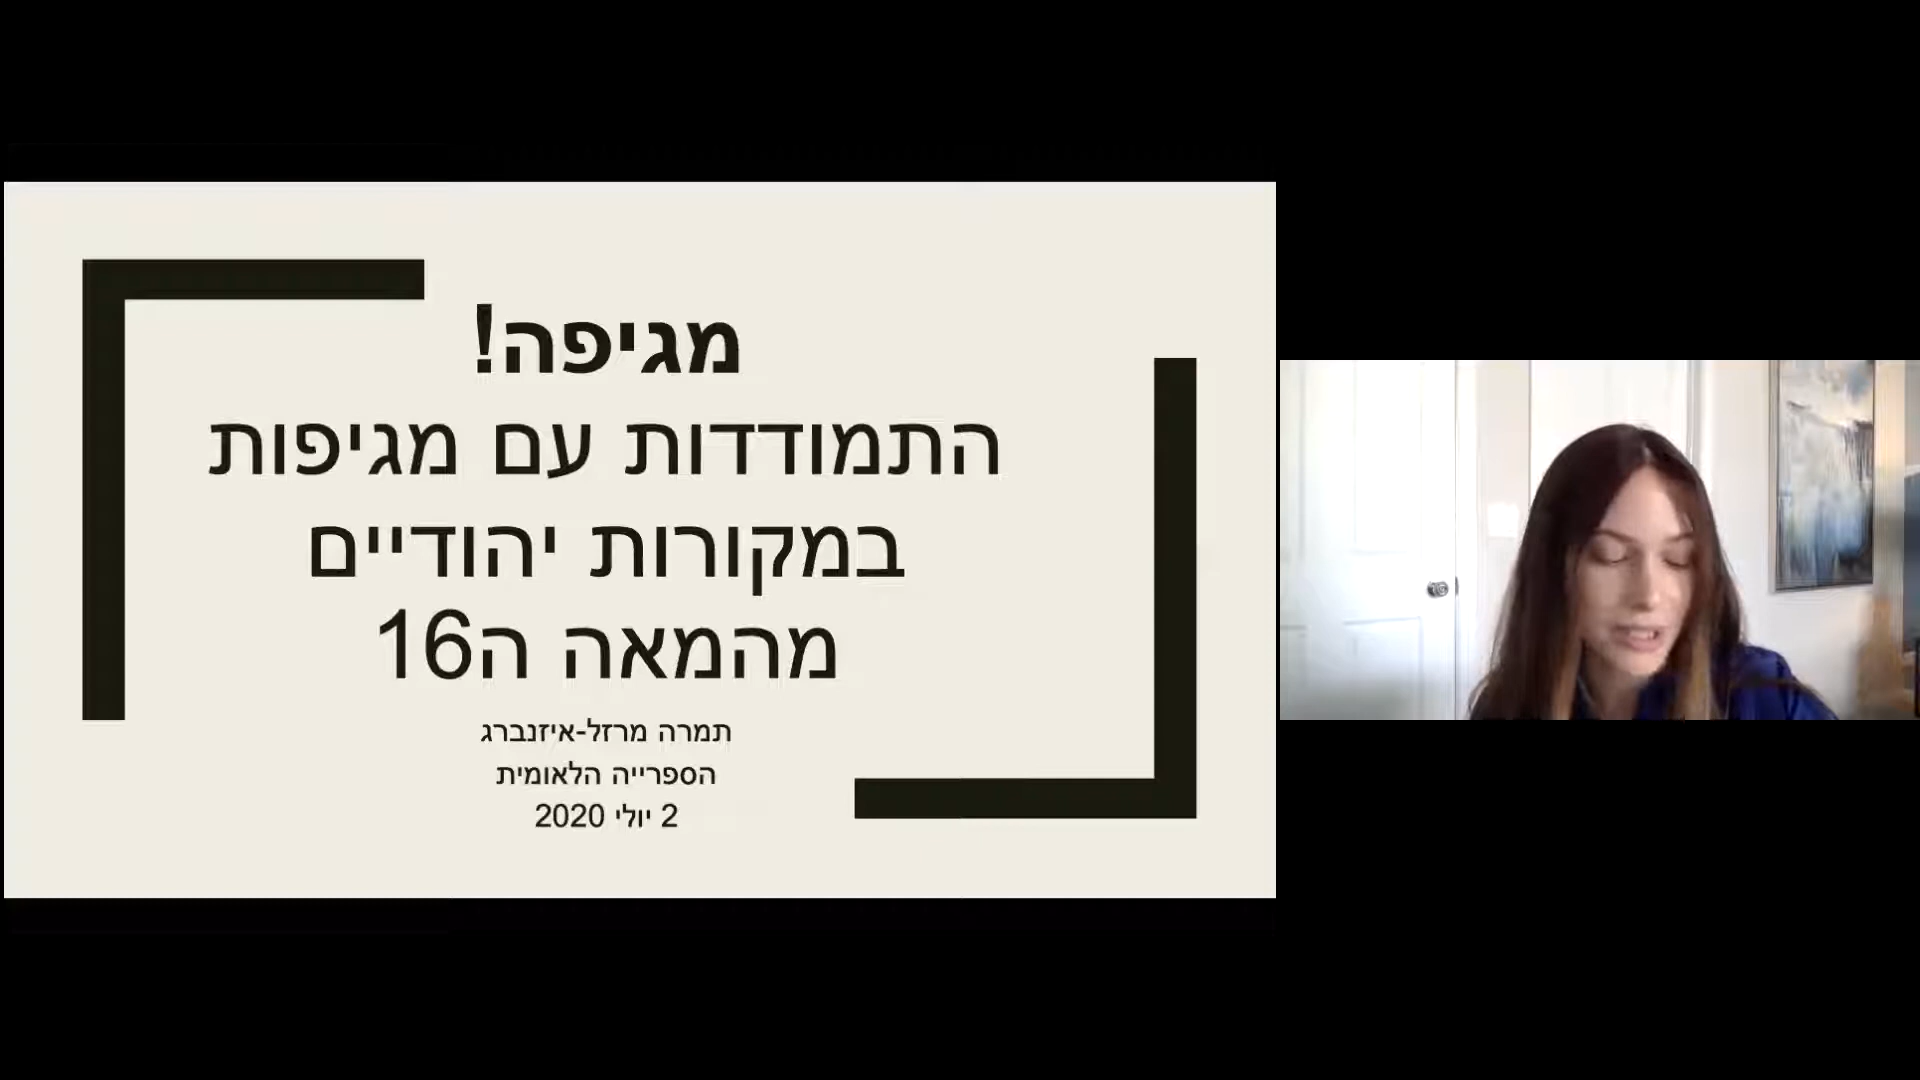 מגיפה!
התמודדות עם מגיפות
במקורות יהודיים
מהמאה ה16
תמרה מרזל-איזנברג
הספרייה הלאומית
2 יולי 2020